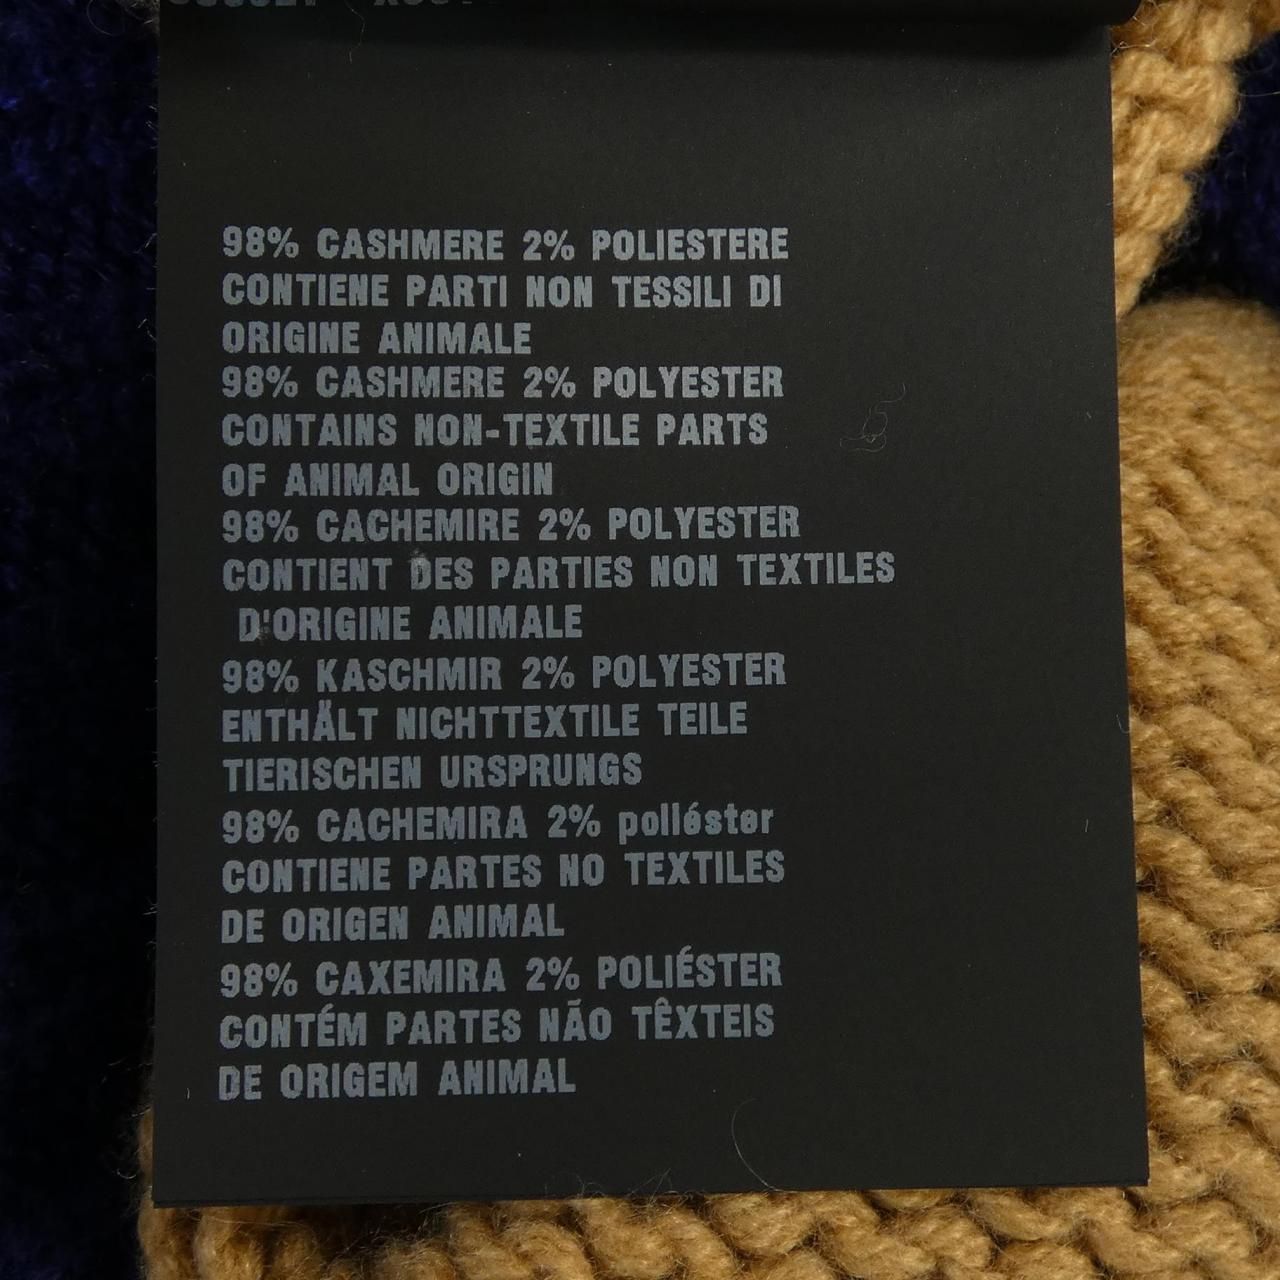 98% CASHMERE 2% POLIESTERE
CONTIENE PARTI NON TESSILI DI
ORIGINE ANIMALE
98% CASHMERE 2% POLYESTER
CONTAINS NON-TEXTILE PARTS
OF ANIMAL ORIGIN
98% CACHEMIRE 2% POLYESTER
CONTIENT DES PARTIES NON TEXTILES
D'ORIGINE ANIMALE
98% KASCHMIR 2% POLYESTER
ENTHÄLT NICHTTEXTILE TEILE
TIERISCHEN URSPRUNGS
98% CACHEMIRA 2% poliéster
CONTIENE PARTES NO TEXTILES
DE ORIGEN ANIMAL
98% CAXEMIRA 2% POLIÉSTER
CONTÉM PARTES NÃO TÊXTEIS
DE ORIGEM ANIMAL